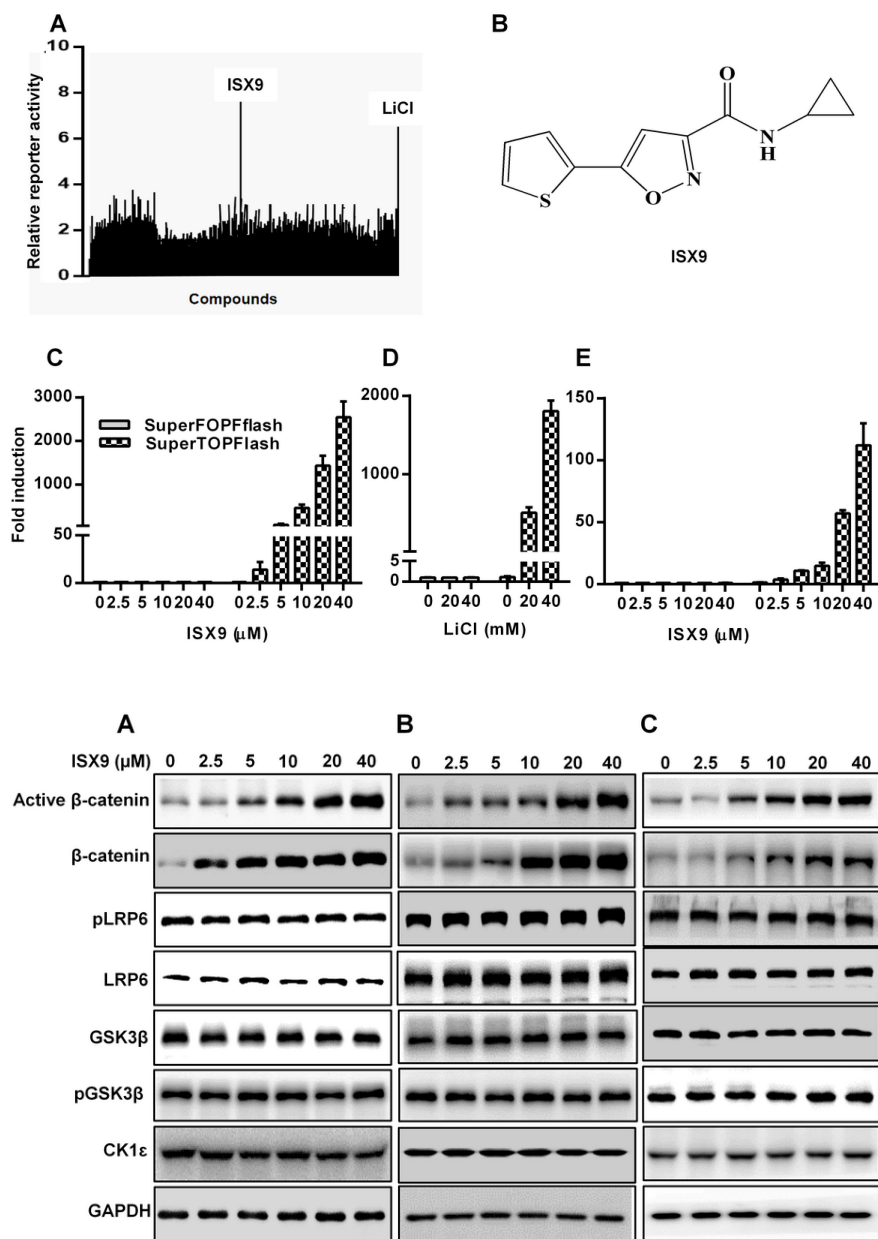 A
B
10
8
6
4
2
0
Relative reporter activity
ISX9
LiCl
Compounds
O
N
H
S
O
N
ISX9
C
D
E
3000
2000
1000
50
0
SuperFOPFflash
SuperTOPFlash
Fold induction
0 2.5 5 10 20 40 0 2.5 5 10 20 40
ISX9 (μM)
2000
1000
5
0
0 20 40 0 20 40
LiCl (mM)
150
100
50
0
0 2.5 5 10 20 40 0 2.5 5 10 20 40
ISX9 (μM)
A
B
C
ISX9 (μM) 0 2.5 5 10 20 40 0 2.5 5 10 20 40 0 2.5 5 10 20 40
Active β-catenin
β-catenin
pLRP6
LRP6
GSK3β
pGSK3β
CK1ε
GAPDH